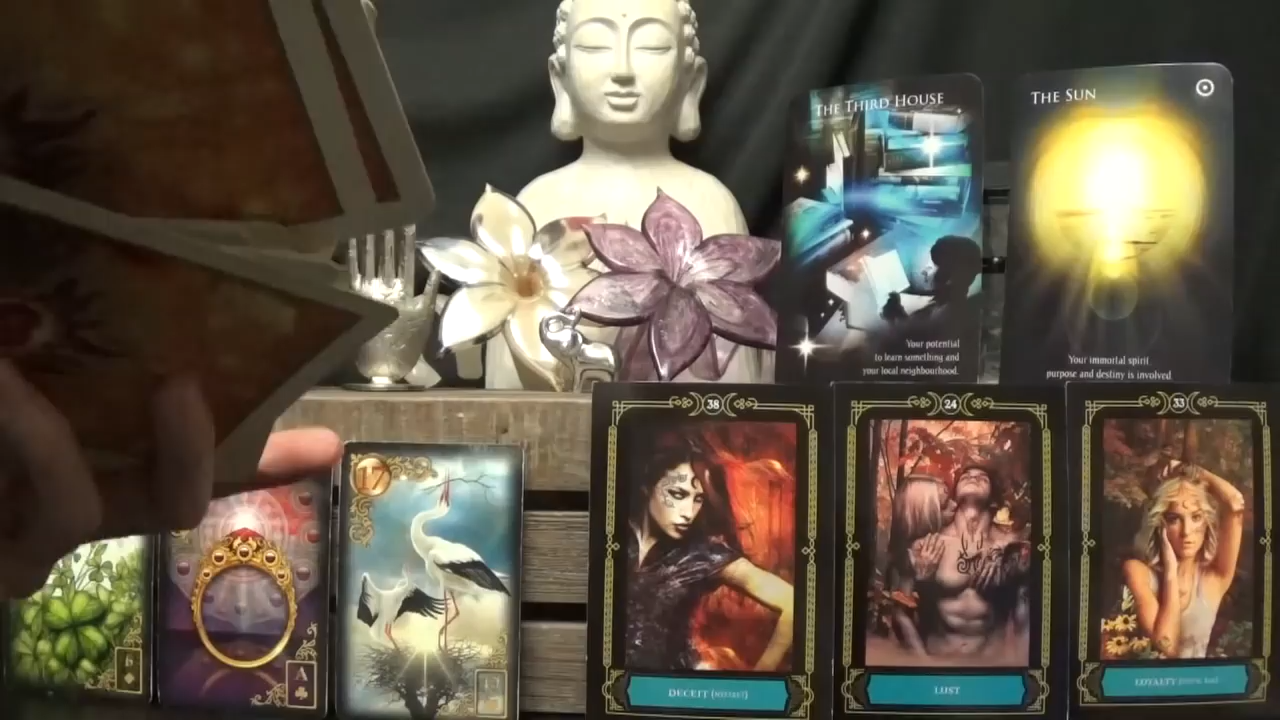 THE THIRD HOUSE
Your potential
to learn something and
your local neighbourhood.
THE SUN
Your immortal spirit
purpose and destiny is involved
17
6
A
38
DECEIT
24
LUST
33
LOYALTY